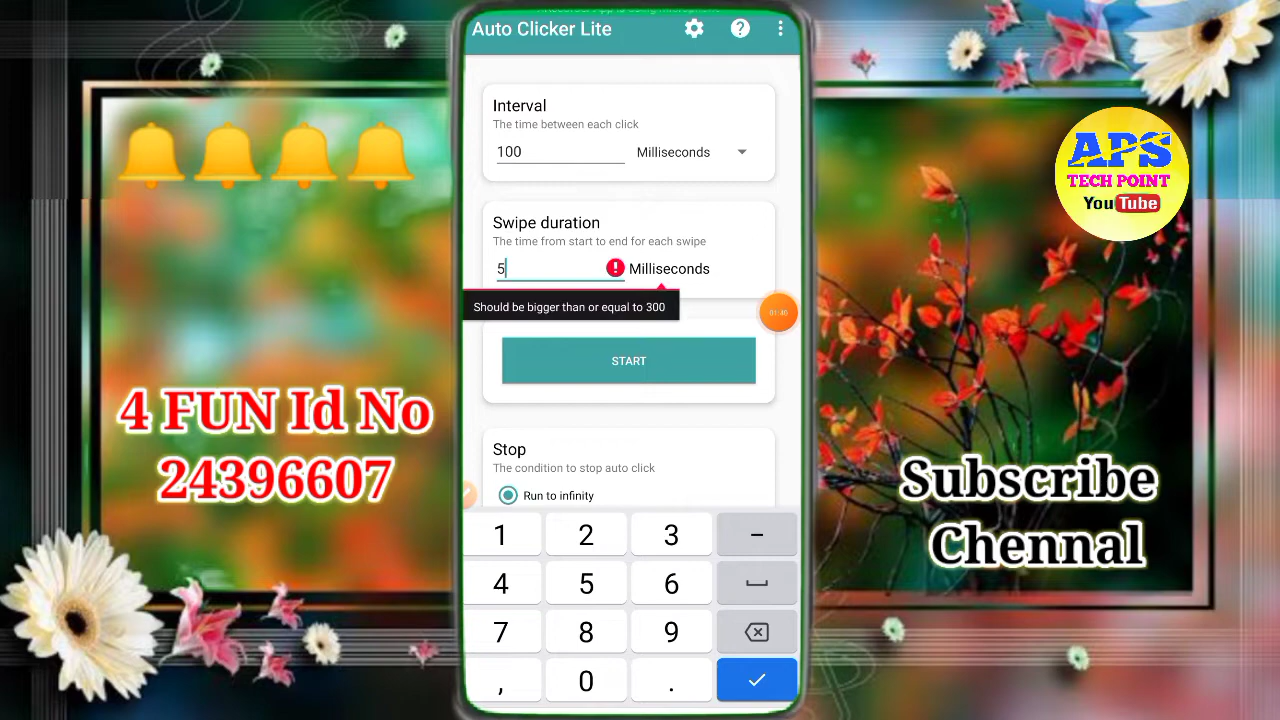 Auto Clicker Lite
Interval
The time between each click
100 Milliseconds
Swipe duration
The time from start to end for each swipe
5 Milliseconds
Should be bigger than or equal to 300
01:40
START
Stop
The condition to stop auto click
Run to infinity
1 2 3 -
4 5 6
7 8 9
, 0 .
4 FUN Id No
24396607
APS
TECH POINT
YouTube
Subscribe
Chennal